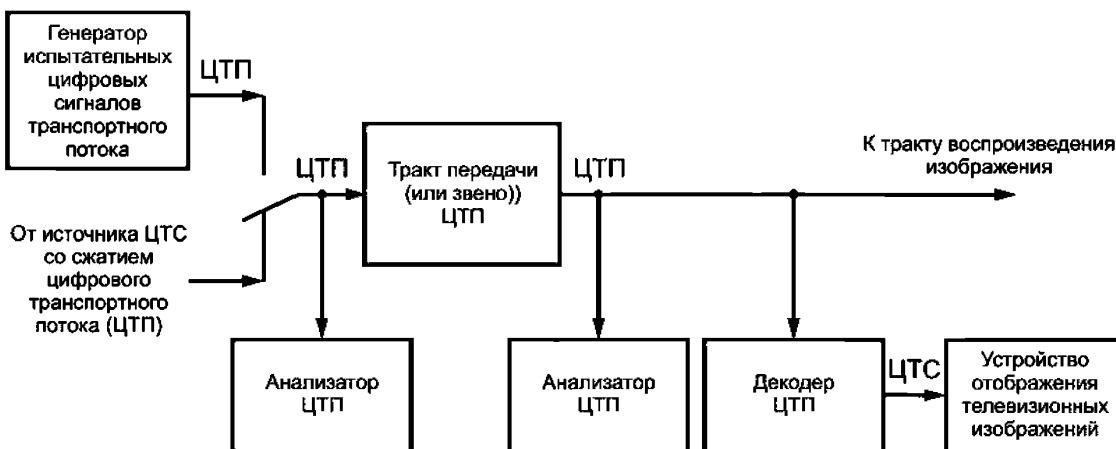 Генератор
испытательных
цифровых
сигналов
транспортного
потока
ЦТП
ЦТП
Тракт передачи
(или звено))
ЦТП
ЦТП
К тракту воспроизведения
изображения
От источника ЦТС
со сжатием
цифрового
транспортного
потока (ЦТП)
Анализатор
ЦТП
Анализатор
ЦТП
Декодер
ЦТП
ЦТС
Устройство
отображения
телевизионных
изображений